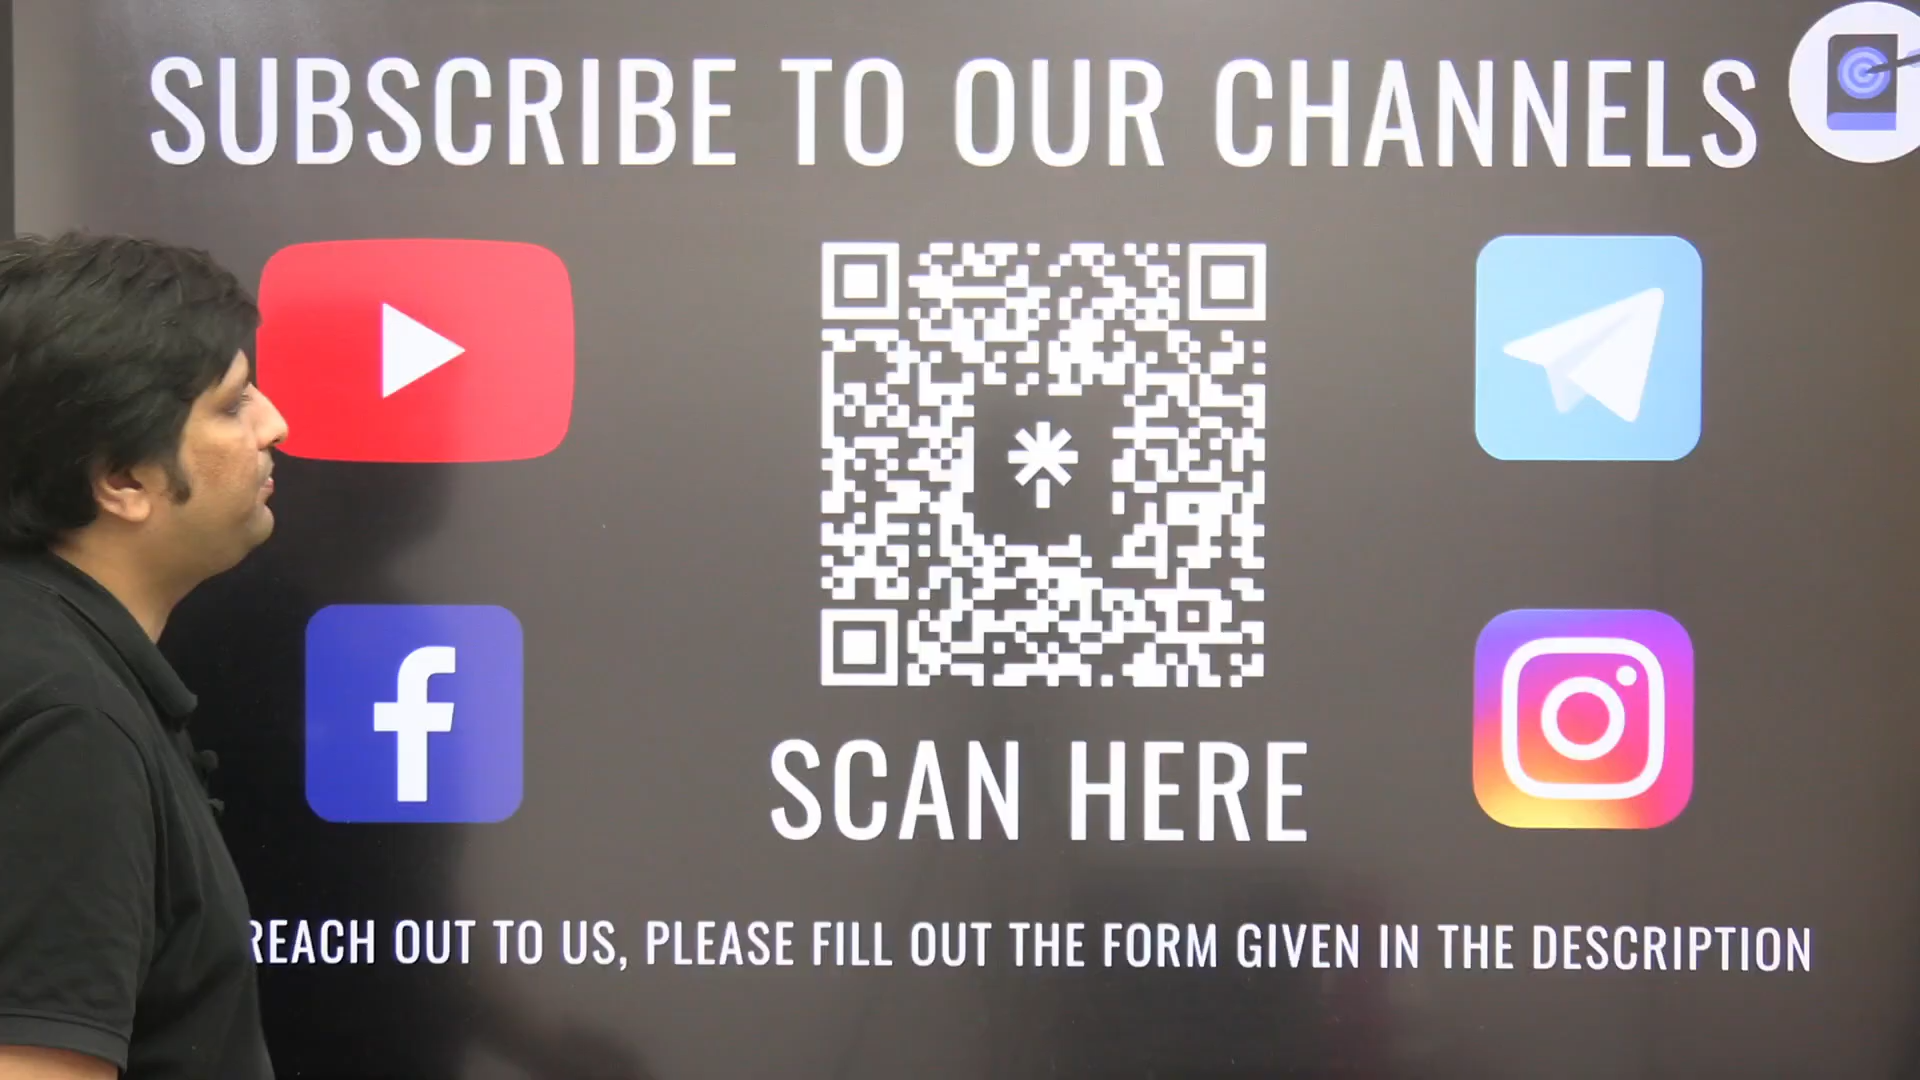 SUBSCRIBE TO OUR CHANNELS
SCAN HERE
REACH OUT TO US, PLEASE FILL OUT THE FORM GIVEN IN THE DESCRIPTION